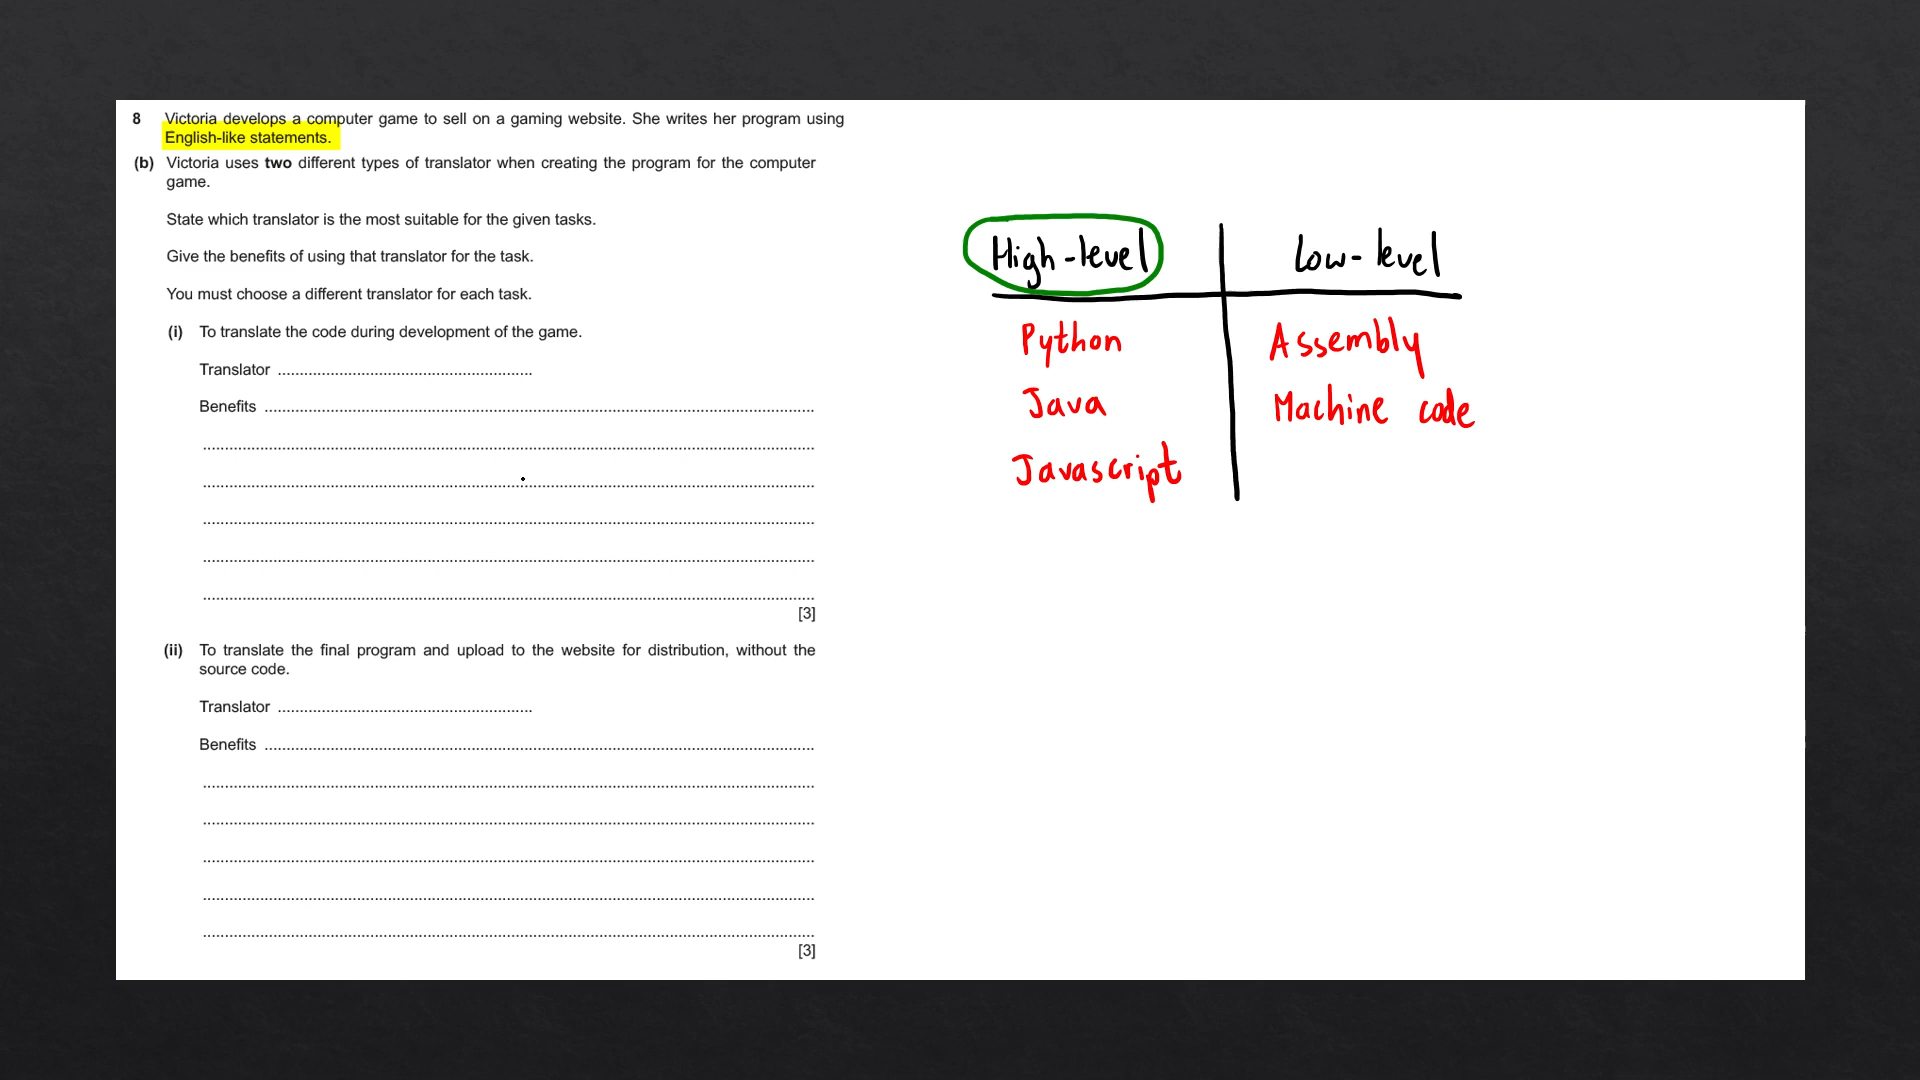 8 Victoria develops a computer game to sell on a gaming website. She writes her program using
English-like statements.
(b) Victoria uses two different types of translator when creating the program for the computer
game.
State which translator is the most suitable for the given tasks.
Give the benefits of using that translator for the task.
You must choose a different translator for each task.
(i) To translate the code during development of the game.
Translator ..........................................................
Benefits ..........................................................
[3]
(ii) To translate the final program and upload to the website for distribution, without the
source code.
Translator ..........................................................
Benefits ..........................................................
[3]
High-level Low-level
Python Assembly
Java Machine code
Javascript